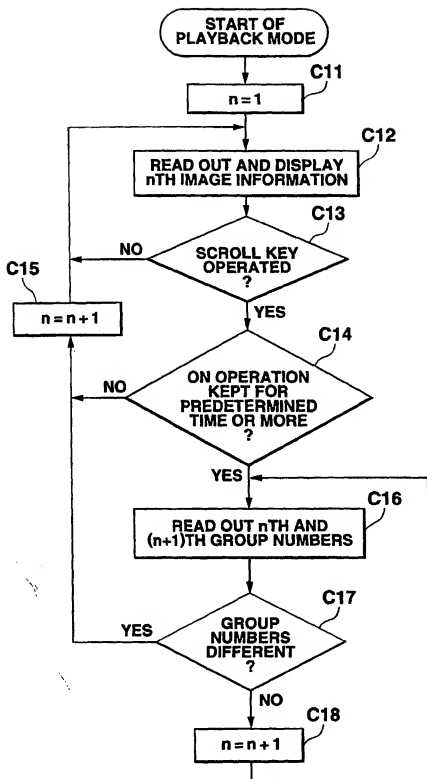 START OF
PLAYBACK MODE
C11
n=1
C12
READ OUT AND DISPLAY
nTH IMAGE INFORMATION
C13
NO
SCROLL KEY
OPERATED
?
C15
n=n+1
YES
C14
NO
ON OPERATION
KEPT FOR
PREDETERMINED
TIME OR MORE
?
YES
C16
READ OUT nTH AND
(n+1)TH GROUP NUMBERS
C17
YES
GROUP
NUMBERS
DIFFERENT
?
NO
C18
n=n+1